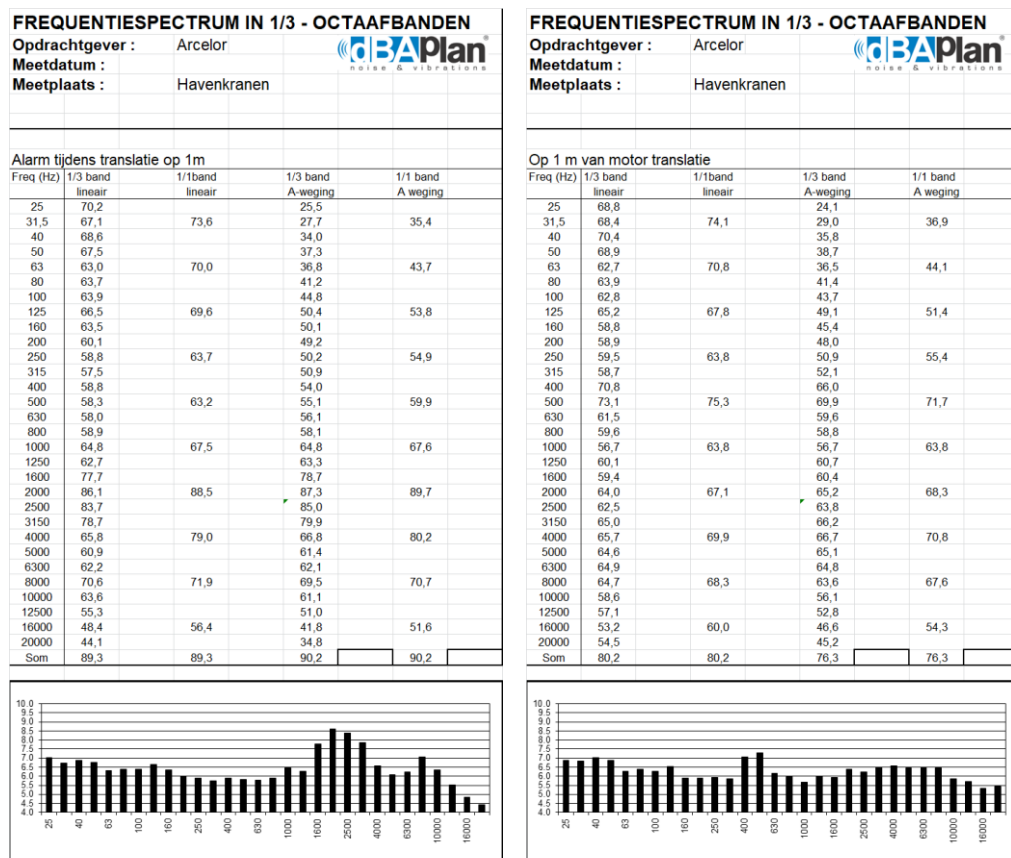 FREQUENTIESPECTRUM IN 1/3 - OCTAAFBANDEN
Opdrachtgever : Arcelor
dBAPlan®
noise & vibrations
Meetdatum :
Meetplaats : Havenkranen
Alarm tijdens translatie op 1m
Freq (Hz) 1/3 band 1/1band 1/3 band 1/1 band
lineair lineair A-weging A weging
25 70,2 25,5
31,5 67,1 73,6 27,7 35,4
40 68,6 34,0
50 67,5 37,3
63 63,0 70,0 36,8 43,7
80 63,7 41,2
100 63,9 44,8
125 66,5 69,6 50,4 53,8
160 63,5 50,1
200 60,1 49,2
250 58,8 63,7 50,2 54,9
315 57,5 50,9
400 58,8 54,0
500 58,3 63,2 55,1 59,9
630 58,0 56,1
800 58,9 58,1
1000 64,8 67,5 64,8 67,6
1250 62,7 63,3
1600 77,7 78,7
2000 86,1 88,5 87,3 89,7
2500 83,7 85,0
3150 78,7 79,9
4000 65,8 79,0 66,8 80,2
5000 60,9 61,4
6300 62,2 62,1
8000 70,6 71,9 69,5 70,7
10000 63,6 61,1
12500 55,3 51,0
16000 48,4 56,4 41,8 51,6
20000 44,1 34,8
Som 89,3 89,3 90,2 90,2
10.0
9.5
9.0
8.5
8.0
7.5
7.0
6.5
6.0
5.5
5.0
4.5
4.0
25 40 63 100 160 250 400 630 1000 1600 2500 4000 6300 10000 16000
FREQUENTIESPECTRUM IN 1/3 - OCTAAFBANDEN
Opdrachtgever : Arcelor
dBAPlan®
noise & vibrations
Meetdatum :
Meetplaats : Havenkranen
Op 1 m van motor translatie
Freq (Hz) 1/3 band 1/1band 1/3 band 1/1 band
lineair lineair A-weging A weging
25 68,8 24,1
31,5 68,4 74,1 29,0 36,9
40 70,4 35,8
50 68,9 38,7
63 62,7 70,8 36,5 44,1
80 63,9 41,4
100 62,8 43,7
125 65,2 67,8 49,1 51,4
160 58,8 45,4
200 58,9 48,0
250 59,5 63,8 50,9 55,4
315 58,7 52,1
400 70,8 66,0
500 73,1 75,3 69,9 71,7
630 61,5 59,6
800 59,6 58,8
1000 56,7 63,8 56,7 63,8
1250 60,1 60,7
1600 59,4 60,4
2000 64,0 67,1 65,2 68,3
2500 62,5 63,8
3150 65,0 66,2
4000 65,7 69,9 66,7 70,8
5000 64,6 65,1
6300 64,9 64,8
8000 64,7 68,3 63,6 67,6
10000 58,6 56,1
12500 57,1 52,8
16000 53,2 60,0 46,6 54,3
20000 54,5 45,2
Som 80,2 80,2 76,3 76,3
10.0
9.5
9.0
8.5
8.0
7.5
7.0
6.5
6.0
5.5
5.0
4.5
4.0
25 40 63 100 160 250 400 630 1000 1600 2500 4000 6300 10000 16000